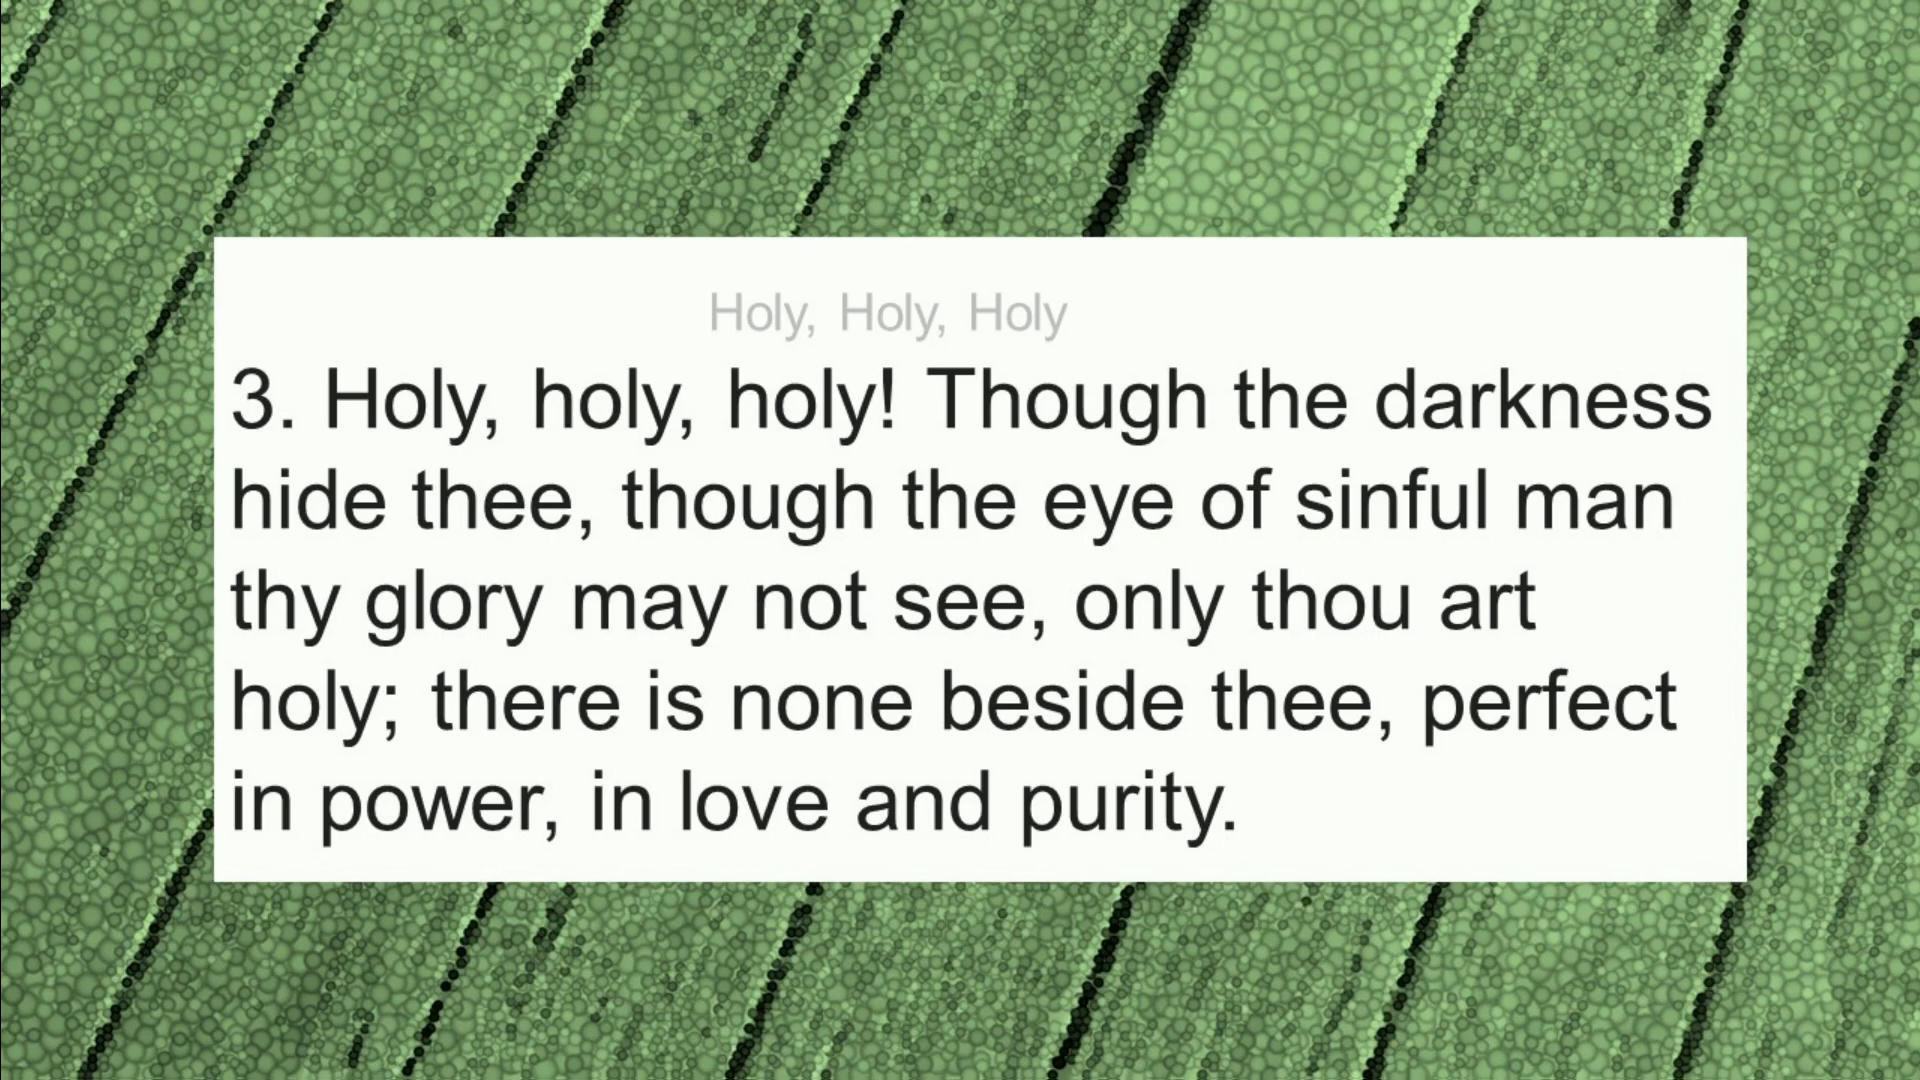 Holy, Holy, Holy
3. Holy, holy, holy! Though the darkness
hide thee, though the eye of sinful man
thy glory may not see, only thou art
holy; there is none beside thee, perfect
in power, in love and purity.